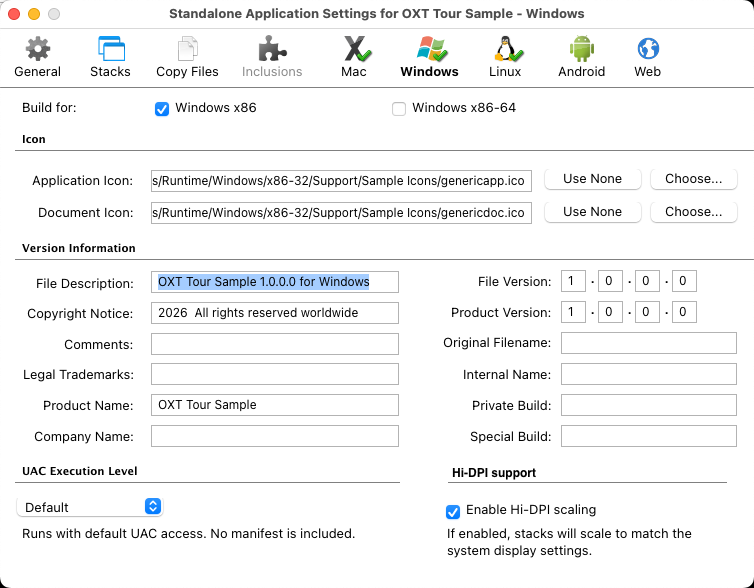 Standalone Application Settings for OXT Tour Sample - Windows
General Stacks Copy Files Inclusions Mac Windows Linux Android Web
Build for: Windows x86 Windows x86-64
Icon
Application Icon: s/Runtime/Windows/x86-32/Support/Sample Icons/genericapp.ico Use None Choose...
Document Icon: s/Runtime/Windows/x86-32/Support/Sample Icons/genericdoc.ico Use None Choose...
Version Information
File Description: OXT Tour Sample 1.0.0.0 for Windows File Version: 1 . 0 . 0 . 0
Copyright Notice: 2026  All rights reserved worldwide Product Version: 1 . 0 . 0 . 0
Comments: Original Filename:
Legal Trademarks: Internal Name:
Product Name: OXT Tour Sample Private Build:
Company Name: Special Build:
UAC Execution Level Hi-DPI support
Default Enable Hi-DPI scaling
Runs with default UAC access. No manifest is included. If enabled, stacks will scale to match the
system display settings.